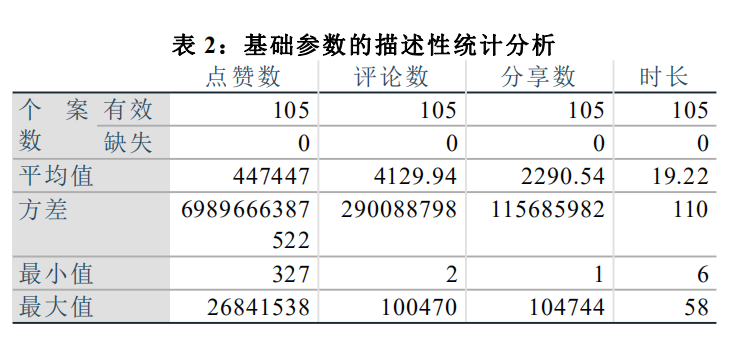 表 2：基础参数的描述性统计分析
点赞数 评论数 分享数 时长
个案数 有效 105 105 105 105
缺失 0 0 0 0
平均值 447447 4129.94 2290.54 19.22
方差 6989666387 290088798 115685982 110
522
最小值 327 2 1 6
最大值 26841538 100470 104744 58